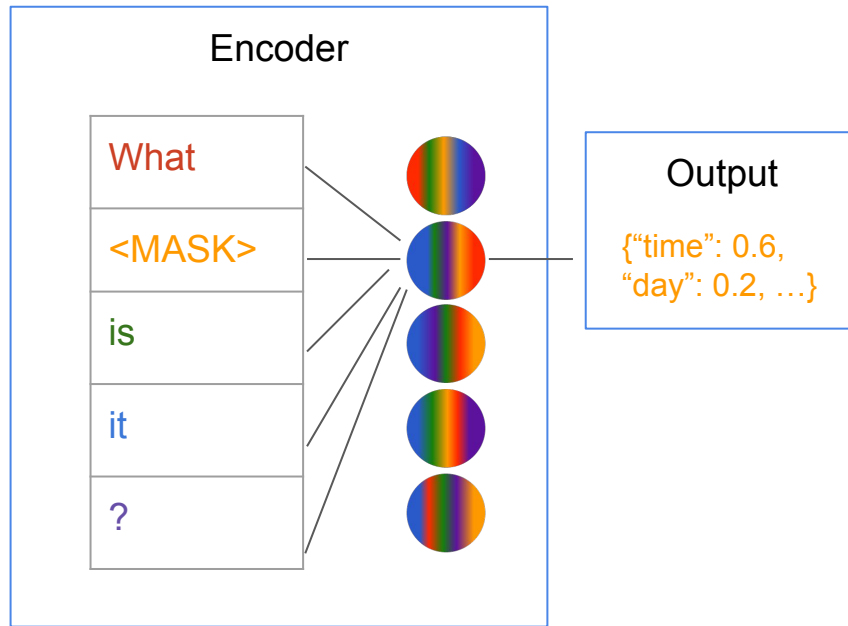 Encoder
What
<MASK>
is
it
?
Output
{“time”: 0.6,
“day”: 0.2, …}